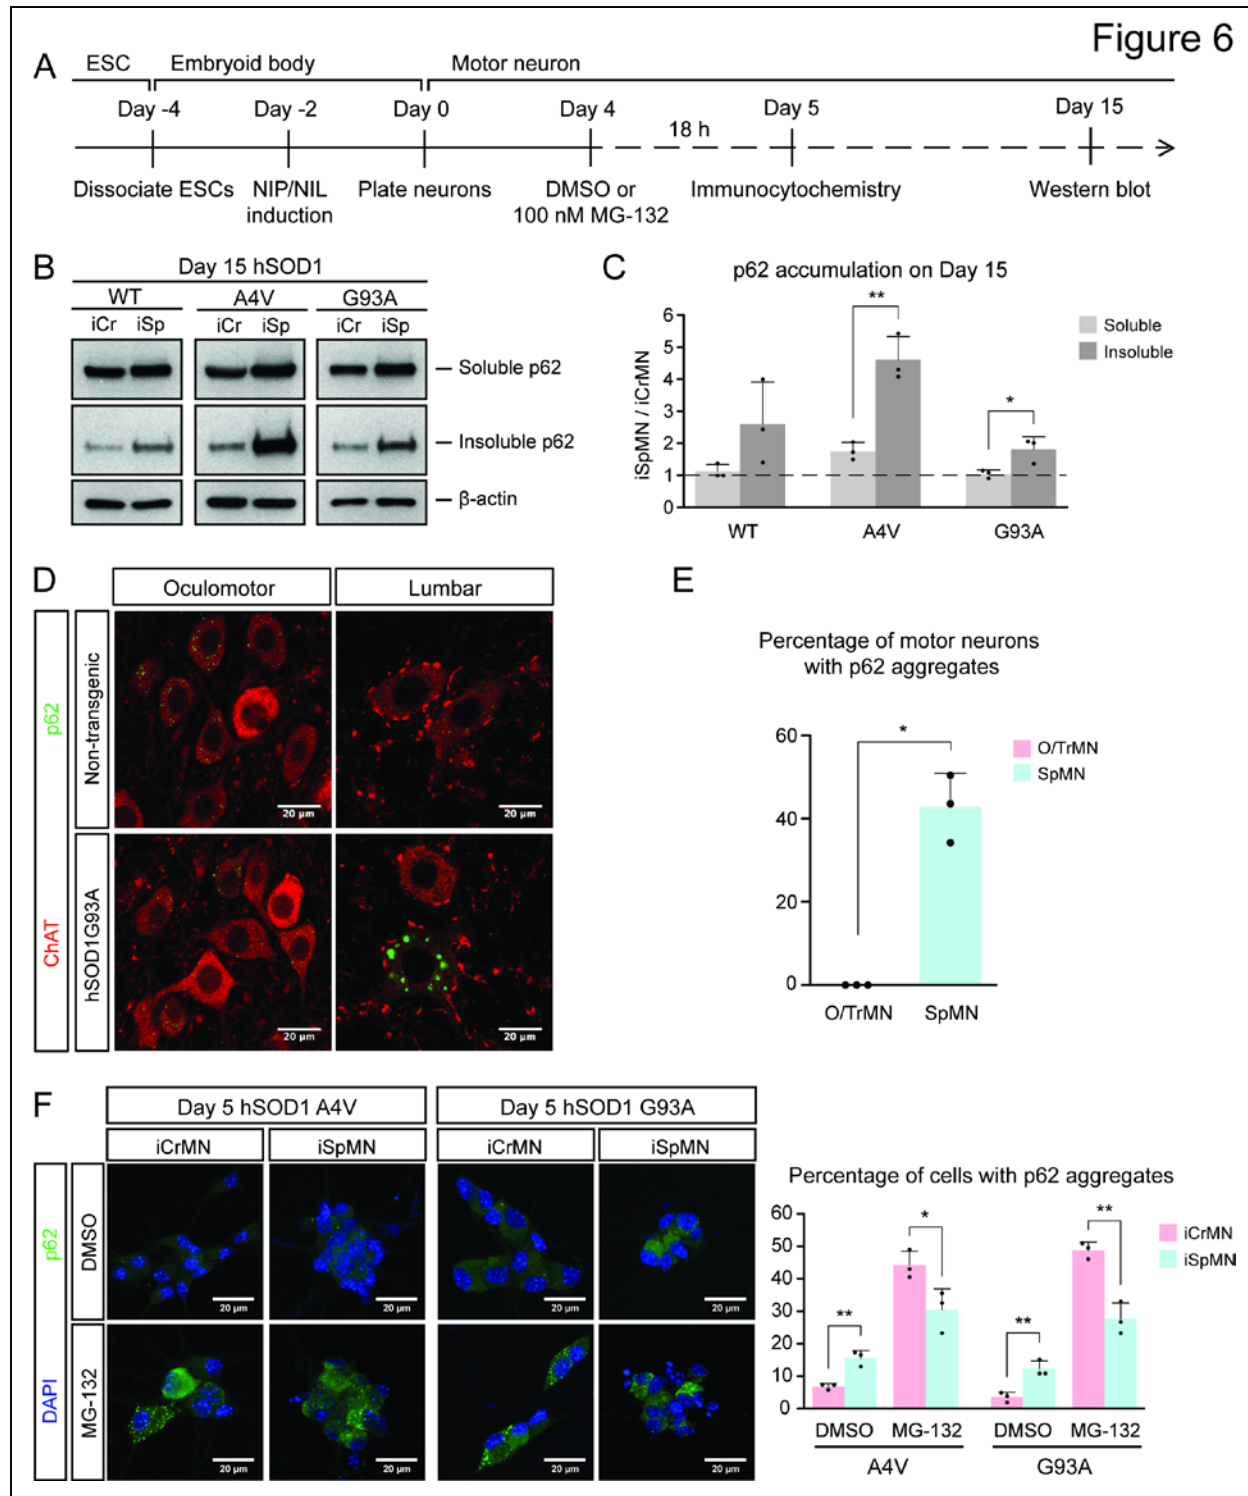 Figure 6
A
ESC
Embryoid body
Motor neuron
Day -4
Day -2
Day 0
Day 4
18 h
Day 5
Day 15
Dissociate ESCs
NIP/NIL
induction
Plate neurons
DMSO or
100 nM MG-132
Immunocytochemistry
Western blot
B
Day 15 hSOD1
WT
A4V
G93A
iCr
iSp
iCr
iSp
iCr
iSp
Soluble p62
Insoluble p62
β-actin
C
p62 accumulation on Day 15
iSpMN / iCrMN
6
5
4
3
2
1
0
**
*
Soluble
Insoluble
WT
A4V
G93A
D
Oculomotor
Lumbar
p62
ChAT
Non-transgenic
hSOD1G93A
20 µm
20 µm
20 µm
20 µm
E
Percentage of motor neurons
with p62 aggregates
60
40
20
0
*
O/TrMN
SpMN
O/TrMN
SpMN
F
Day 5 hSOD1 A4V
Day 5 hSOD1 G93A
iCrMN
iSpMN
iCrMN
iSpMN
p62
DAPI
DMSO
MG-132
20 µm
20 µm
20 µm
20 µm
20 µm
20 µm
20 µm
20 µm
Percentage of cells with p62 aggregates
60
50
40
30
20
10
0
**
*
**
**
iCrMN
iSpMN
DMSO
MG-132
DMSO
MG-132
A4V
G93A